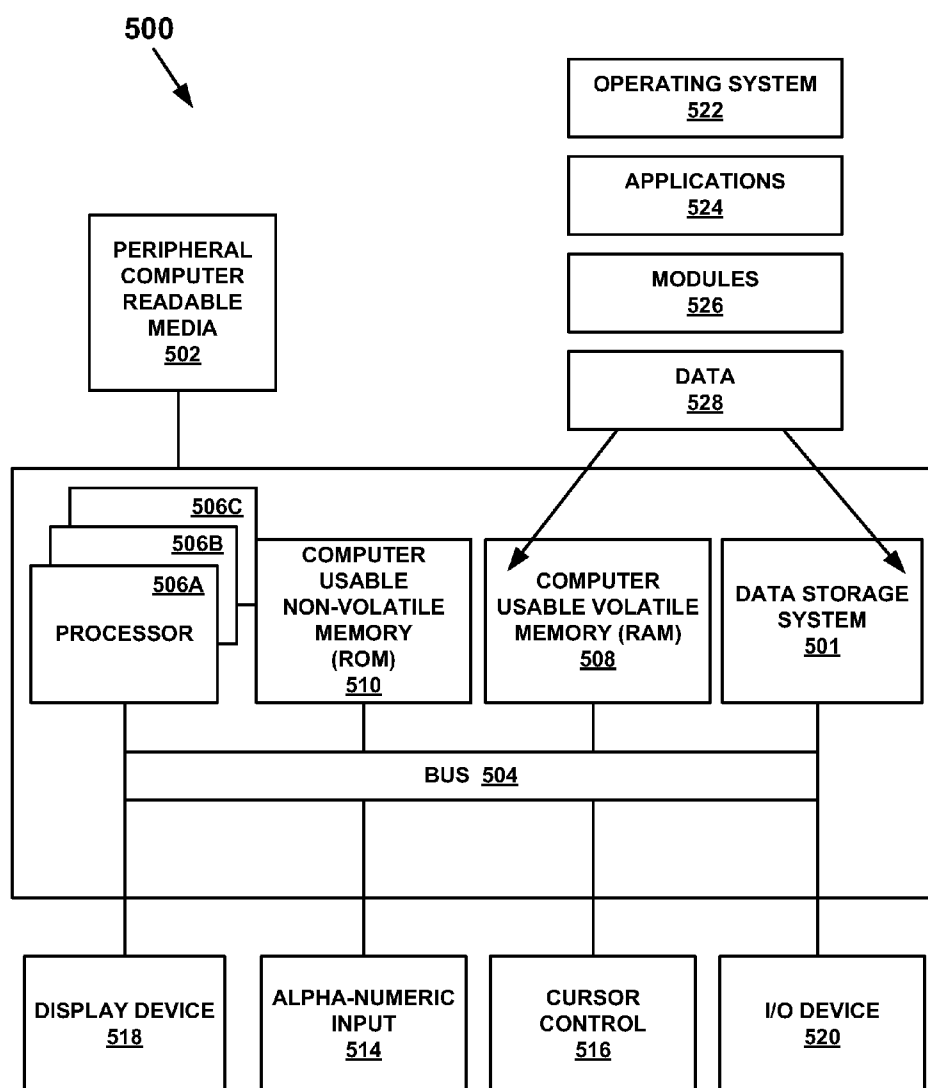 500
OPERATING SYSTEM
522
APPLICATIONS
524
MODULES
526
DATA
528
PERIPHERAL
COMPUTER
READABLE
MEDIA
502
506C
506B
506A
PROCESSOR
COMPUTER
USABLE
NON-VOLATILE
MEMORY
(ROM)
510
COMPUTER
USABLE VOLATILE
MEMORY (RAM)
508
DATA STORAGE
SYSTEM
501
BUS 504
DISPLAY DEVICE
518
ALPHA-NUMERIC
INPUT
514
CURSOR
CONTROL
516
I/O DEVICE
520